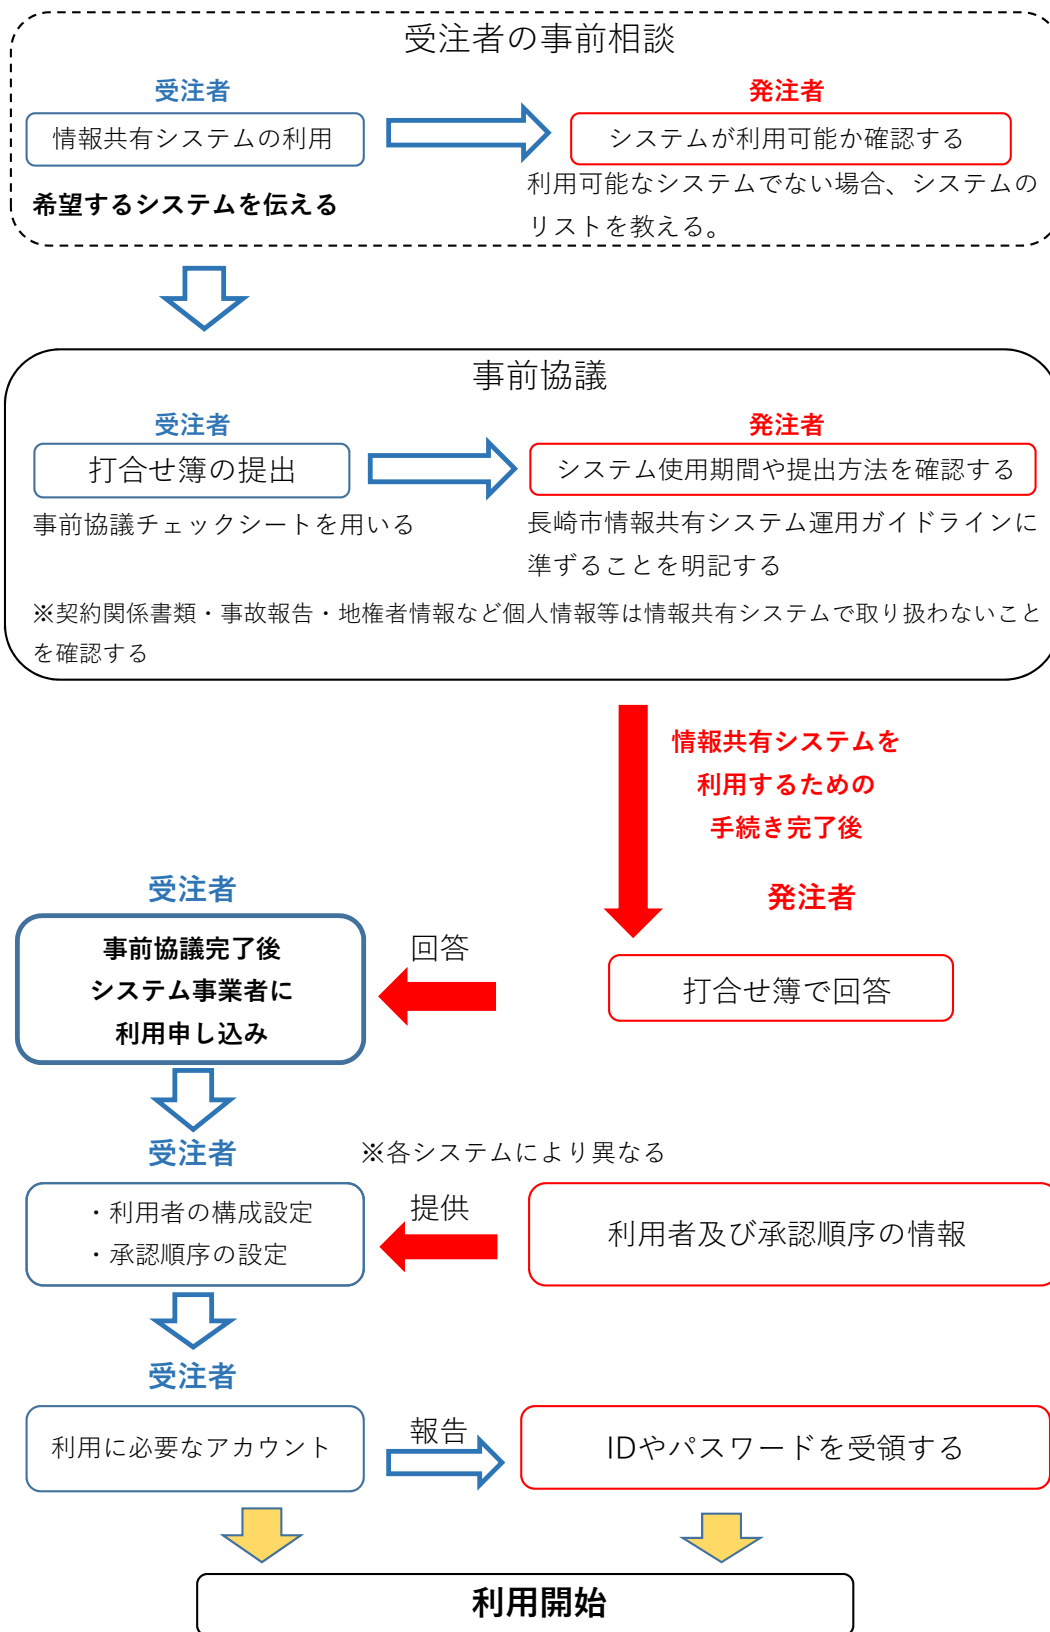 受注者の事前相談
受注者
発注者
情報共有システムの利用
システムが利用可能か確認する
希望するシステムを伝える
利用可能なシステムでない場合、システムの
リストを教える。
事前協議
受注者
発注者
打合せ簿の提出
システム使用期間や提出方法を確認する
事前協議チェックシートを用いる
長崎市情報共有システム運用ガイドラインに
準ずることを明記する
※契約関係書類・事故報告・地権者情報など個人情報等は情報共有システムで取り扱わないこと
を確認する
情報共有システムを
利用するための
手続き完了後
受注者
発注者
事前協議完了後
システム事業者に
利用申し込み
回答
打合せ簿で回答
受注者
※各システムにより異なる
・利用者の構成設定
・承認順序の設定
提供
利用者及び承認順序の情報
受注者
利用に必要なアカウント
報告
IDやパスワードを受領する
利用開始